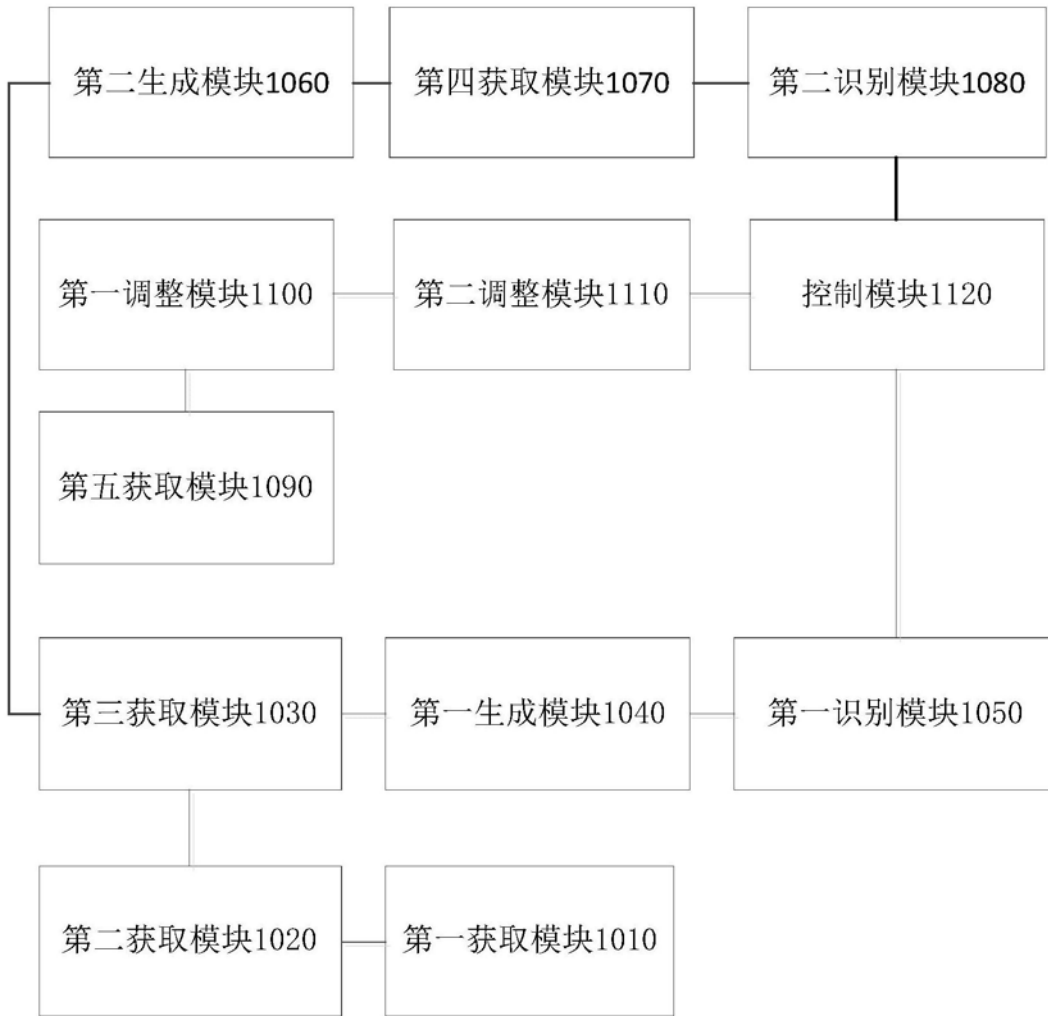 第二生成模块1060
第四获取模块1070
第二识别模块1080
第一调整模块1100
第二调整模块1110
控制模块1120
第五获取模块1090
第三获取模块1030
第一生成模块1040
第一识别模块1050
第二获取模块1020
第一获取模块1010